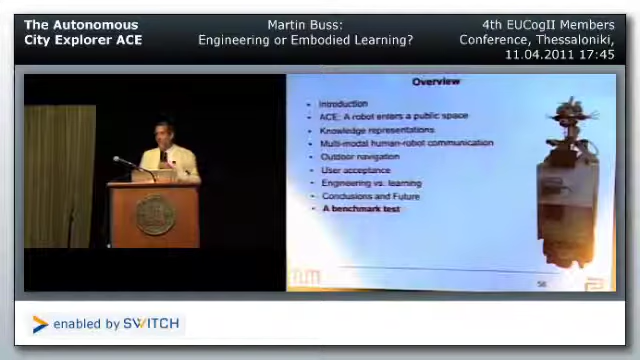 The Autonomous
City Explorer ACE
Martin Buss:
Engineering or Embodied Learning?
4th EUCogII Members
Conference, Thessaloniki,
11.04.2011 17:45
Overview
- Introduction
- ACE: A robot enters a public space
- Knowledge representations
- Multi-modal human-robot communication
- Outdoor navigation
- User acceptance
- Engineering vs. learning
- Conclusions and Future
- A benchmark test
56
enabled by SWITCH